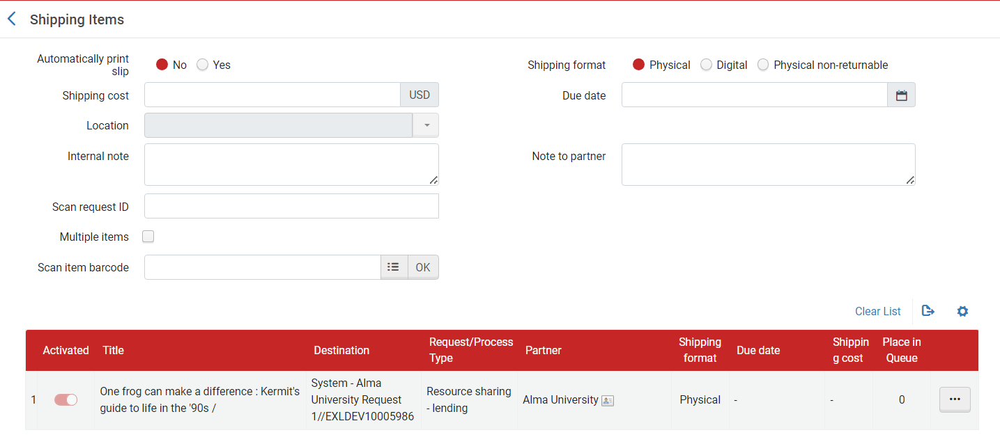 Shipping Items
Automatically print
slip
No
Yes
Shipping format
Physical
Digital
Physical non-returnable
Shipping cost
USD
Due date
Location
Internal note
Note to partner
Scan request ID
Multiple items
Scan item barcode
OK
Clear List
Activated
Title
Destination
Request/Process
Type
Partner
Shipping
format
Due date
Shippin
g cost
Place in
Queue
1
One frog can make a difference : Kermit's
guide to life in the '90s /
System - Alma
University Request
1//EXLDEV10005986
Resource sharing
- lending
Alma University
Physical
-
-
0